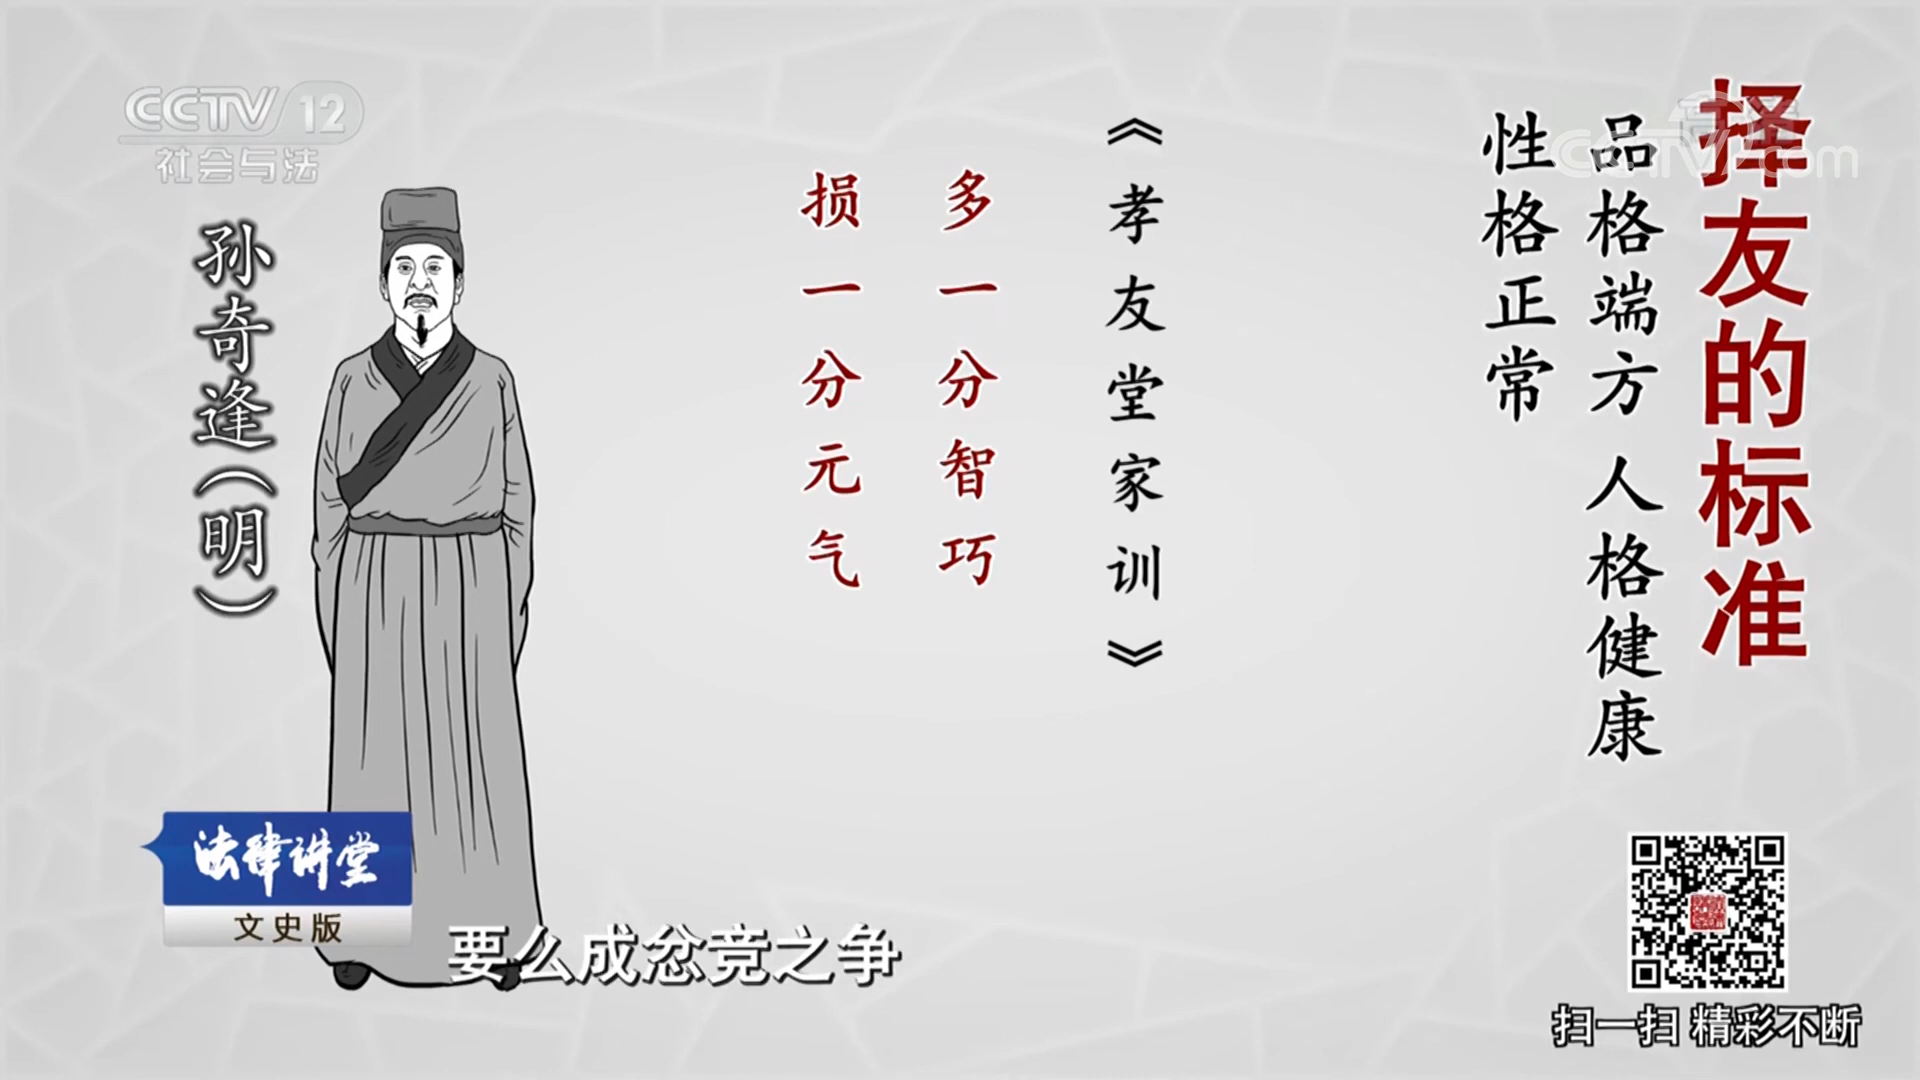 CCTV 12
社会与法
CCTV.com
择友的标准
品格端方 人格健康
性格正常
《孝友堂家训》
多一分智巧
损一分元气
孙奇逢（明）
法律讲堂
文史版
要么成忿竞之争
扫一扫 精彩不断